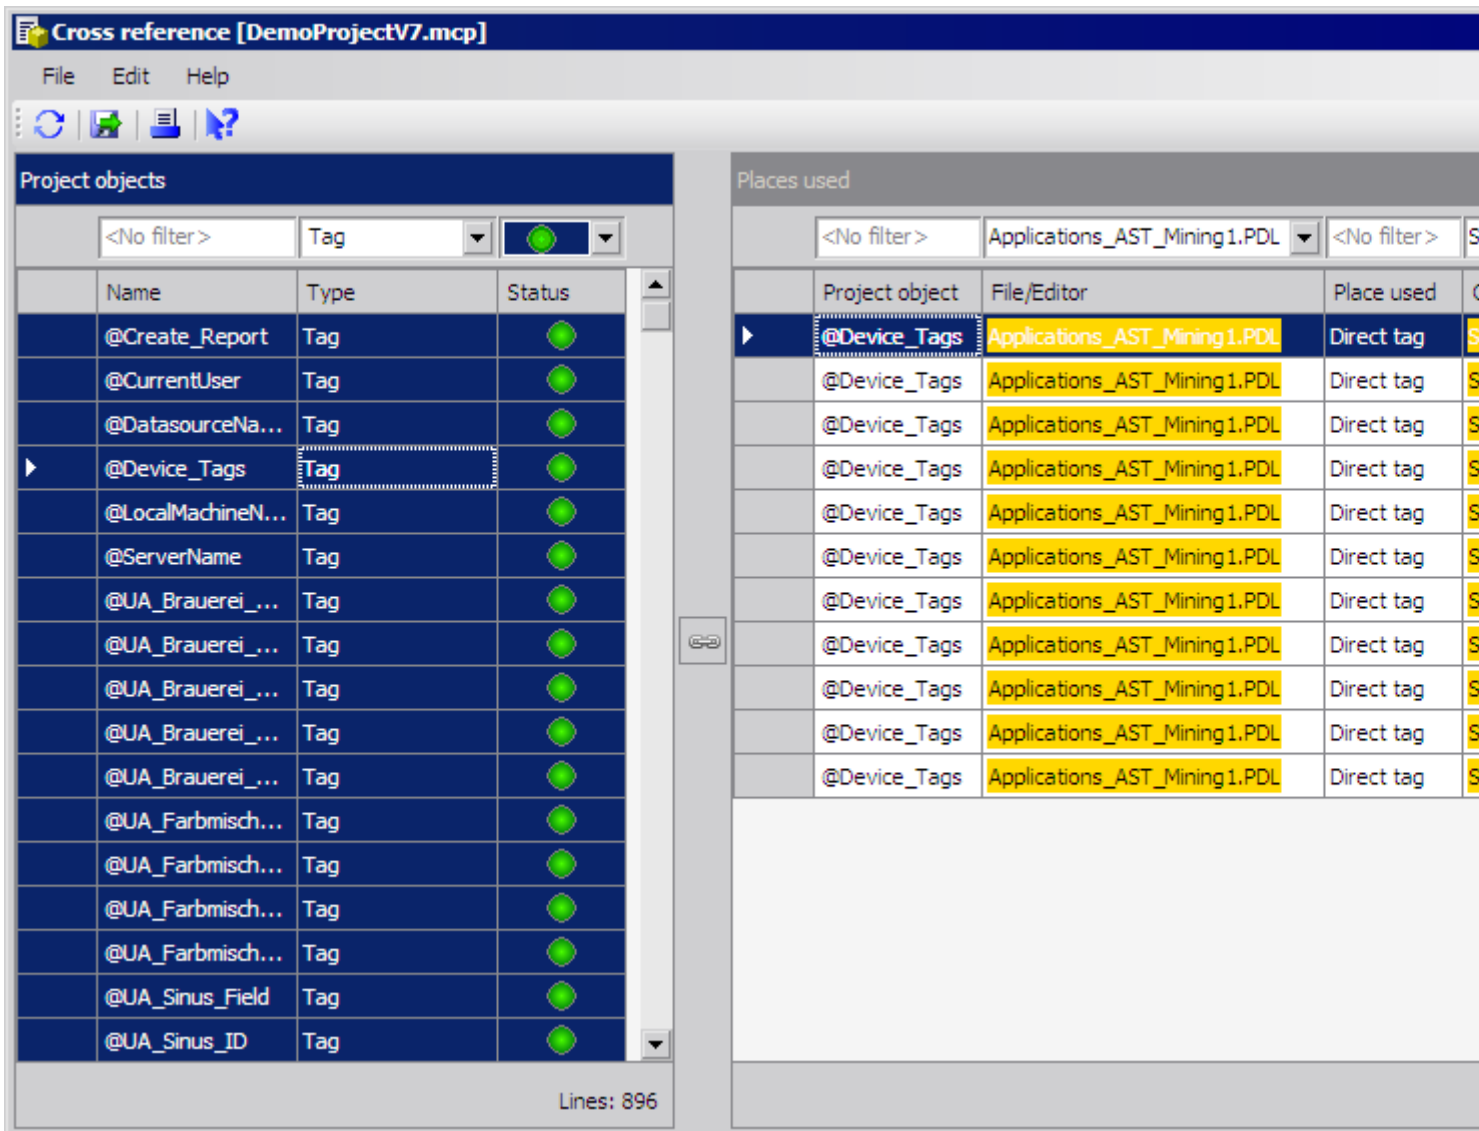 Cross reference [DemoProjectV7.mcp]
File Edit Help
Project objects
Places used
<No filter> Tag <No filter> Applications_AST_Mining1.PDL <No filter> S
Name Type Status Project object File/Editor Place used
@Create_Report Tag @Device_Tags Applications_AST_Mining1.PDL Direct tag S
@CurrentUser Tag @Device_Tags Applications_AST_Mining1.PDL Direct tag S
@DatasourceNa... Tag @Device_Tags Applications_AST_Mining1.PDL Direct tag S
@Device_Tags Tag @Device_Tags Applications_AST_Mining1.PDL Direct tag S
@LocalMachineN... Tag @Device_Tags Applications_AST_Mining1.PDL Direct tag S
@ServerName Tag @Device_Tags Applications_AST_Mining1.PDL Direct tag S
@UA_Brauerei_... Tag @Device_Tags Applications_AST_Mining1.PDL Direct tag S
@UA_Brauerei_... Tag @Device_Tags Applications_AST_Mining1.PDL Direct tag S
@UA_Brauerei_... Tag @Device_Tags Applications_AST_Mining1.PDL Direct tag S
@UA_Brauerei_... Tag @Device_Tags Applications_AST_Mining1.PDL Direct tag S
@UA_Brauerei_... Tag @Device_Tags Applications_AST_Mining1.PDL Direct tag S
@UA_Farbmisch... Tag
@UA_Farbmisch... Tag
@UA_Farbmisch... Tag
@UA_Farbmisch... Tag
@UA_Sinus_Field Tag
@UA_Sinus_ID Tag
Lines: 896